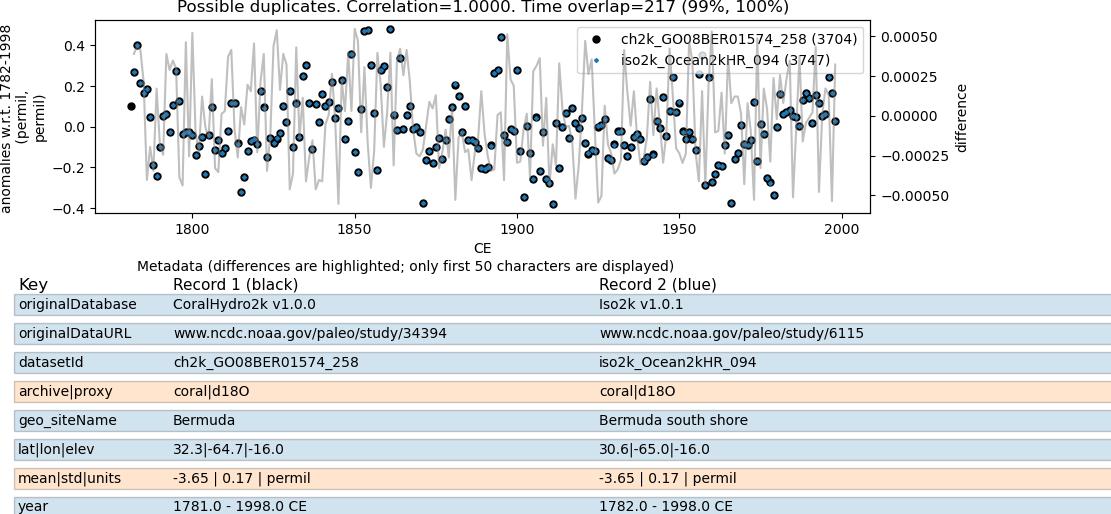 Possible duplicates. Correlation=1.0000. Time overlap=217 (99%, 100%)
anomalies w.r.t. 1782-1998
(permil,
permil)
0.4
0.2
0.0
−0.2
−0.4
ch2k_GO08BER01574_258 (3704)
iso2k_Ocean2kHR_094 (3747)
0.00050
0.00025
0.00000
−0.00025
−0.00050
difference
1800
1850
1900
1950
2000
CE
Metadata (differences are highlighted; only first 50 characters are displayed)
Key Record 1 (black) Record 2 (blue)
originalDatabase CoralHydro2k v1.0.0 Iso2k v1.0.1
originalDataURL www.ncdc.noaa.gov/paleo/study/34394 www.ncdc.noaa.gov/paleo/study/6115
datasetId ch2k_GO08BER01574_258 iso2k_Ocean2kHR_094
archive|proxy coral|d18O coral|d18O
geo_siteName Bermuda Bermuda south shore
lat|lon|elev 32.3|-64.7|-16.0 30.6|-65.0|-16.0
mean|std|units -3.65 | 0.17 | permil -3.65 | 0.17 | permil
year 1781.0 - 1998.0 CE 1782.0 - 1998.0 CE